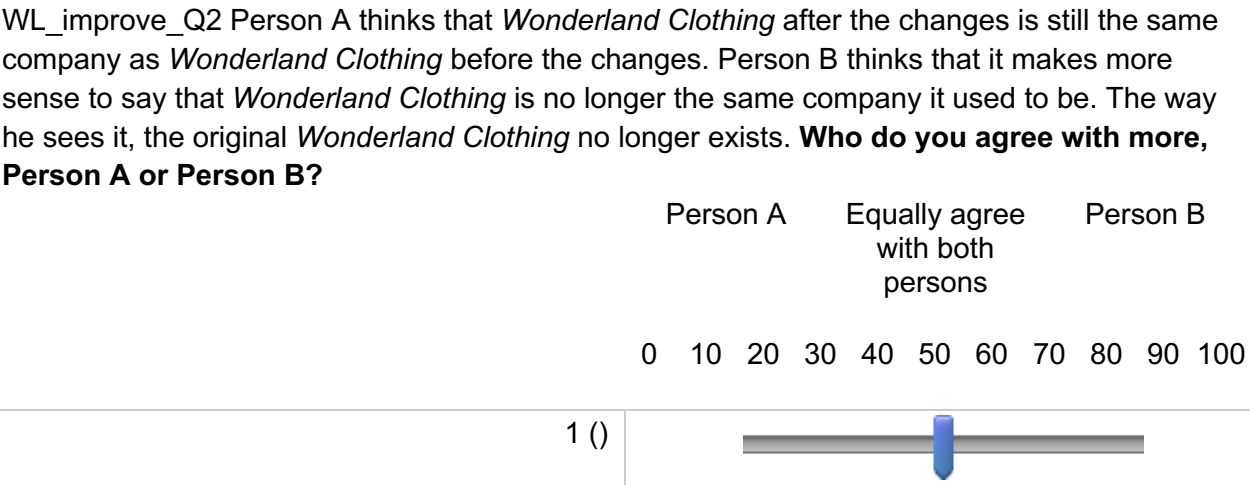 WL_improve_Q2 Person A thinks that Wonderland Clothing after the changes is still the same
company as Wonderland Clothing before the changes. Person B thinks that it makes more
sense to say that Wonderland Clothing is no longer the same company it used to be. The way
he sees it, the original Wonderland Clothing no longer exists. Who do you agree with more,
Person A or Person B?
Person A Equally agree Person B
with both
persons
0 10 20 30 40 50 60 70 80 90 100
1 ()